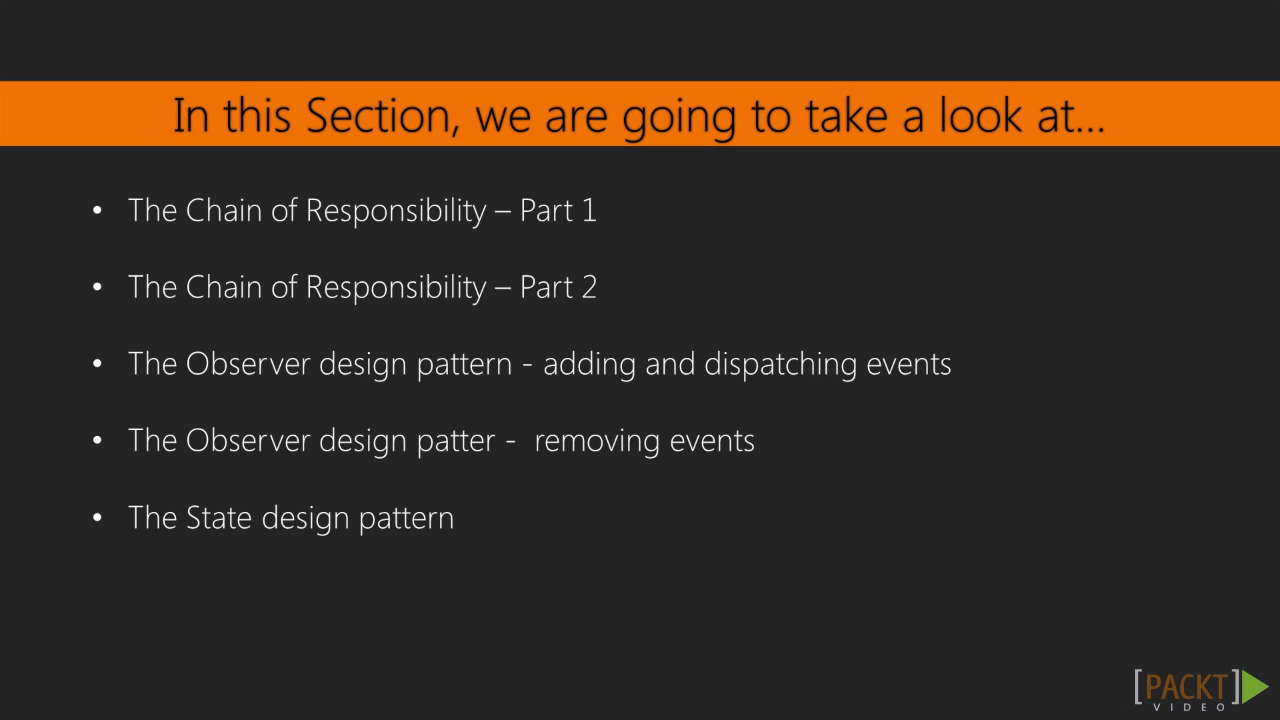 In this Section, we are going to take a look at...
• The Chain of Responsibility – Part 1
• The Chain of Responsibility – Part 2
• The Observer design pattern - adding and dispatching events
• The Observer design patter -  removing events
• The State design pattern
[PACKT]
VIDEO